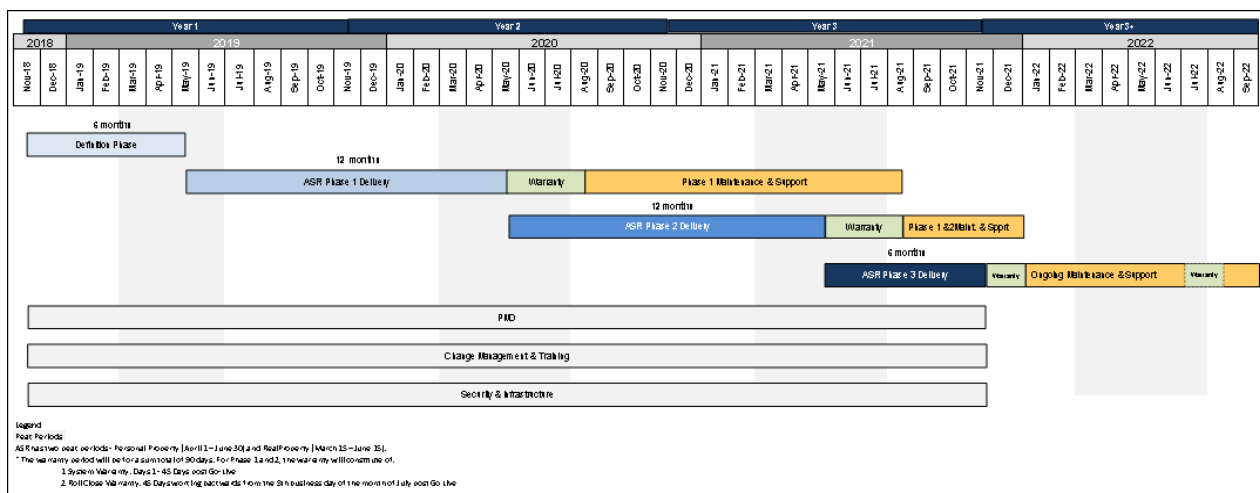 Year 1 Year 2 Year 3 Year 3+
2018 2019 2020 2021 2022
Nov-18 Dec-18 Jan-19 Feb-19 Mar-19 Apr-19 May-19 Jun-19 Jul-19 Aug-19 Sep-19 Oct-19 Nov-19 Dec-19 Jan-20 Feb-20 Mar-20 Apr-20 May-20 Jun-20 Jul-20 Aug-20 Sep-20 Oct-20 Nov-20 Dec-20 Jan-21 Feb-21 Mar-21 Apr-21 May-21 Jun-21 Jul-21 Aug-21 Sep-21 Oct-21 Nov-21 Dec-21 Jan-22 Feb-22 Mar-22 Apr-22 May-22 Jun-22 Jul-22 Aug-22 Sep-22
6 months
Definition Phase
12 months
ASR Phase 1 Delivery Warranty Phase 1 Maintenance & Support
12 months
ASR Phase 2 Delivery Warranty Phase 1 &2Maint. & Spprt
6 months
ASR Phase 3 Delivery Warranty Ongoing Maintenance & Support Warranty
PMO
Change Management & Training
Security & Infrastructure
Legend
Peak Periods
ASR has two peak periods - Personal Property (April 1 – June 30) and Real Property (March 15 – June 15).
* The warranty period will be for a sum total of 90 days. For Phase 1 and 2, the warranty will constitute of.
1 System Warranty. Days 1 - 45 Days post Go-Live
2. Roll Close Warranty. 45 Days working backwards from the business day of the month of July post Go Live